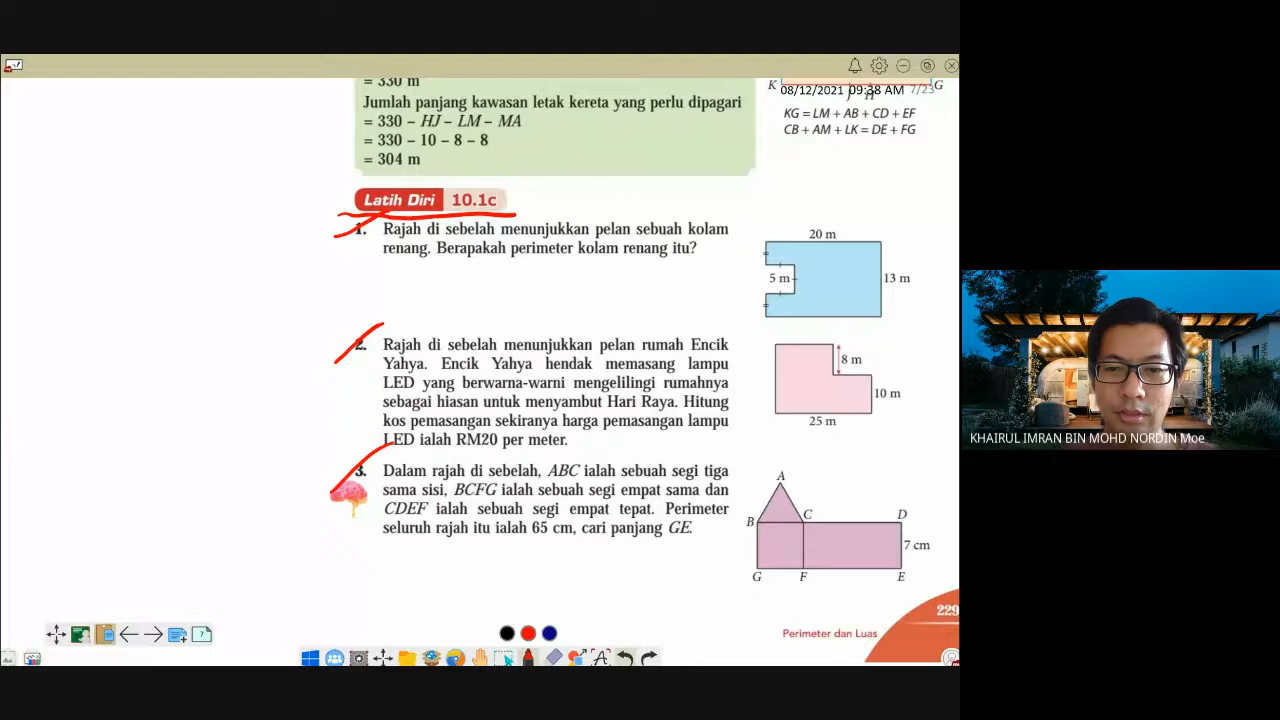 = 330 m
Jumlah panjang kawasan letak kereta yang perlu dipagari
= 330 – HJ – LM – MA
= 330 – 10 – 8 – 8
= 304 m
K
G
08/12/2021 09:38 AM 7/23
J H
KG = LM + AB + CD + EF
CB + AM + LK = DE + FG
Latih Diri 10.1c
1. Rajah di sebelah menunjukkan pelan sebuah kolam
renang. Berapakah perimeter kolam renang itu?
20 m
5 m
13 m
2. Rajah di sebelah menunjukkan pelan rumah Encik
Yahya. Encik Yahya hendak memasang lampu
LED yang berwarna-warni mengelilingi rumahnya
sebagai hiasan untuk menyambut Hari Raya. Hitung
kos pemasangan sekiranya harga pemasangan lampu
LED ialah RM20 per meter.
8 m
10 m
25 m
3. Dalam rajah di sebelah, ABC ialah sebuah segi tiga
sama sisi, BCFG ialah sebuah segi empat sama dan
CDEF ialah sebuah segi empat tepat. Perimeter
seluruh rajah itu ialah 65 cm, cari panjang GE.
A
B
C
D
7 cm
G
F
E
229
Perimeter dan Luas
KHAIRUL IMRAN BIN MOHD NORDIN Moe